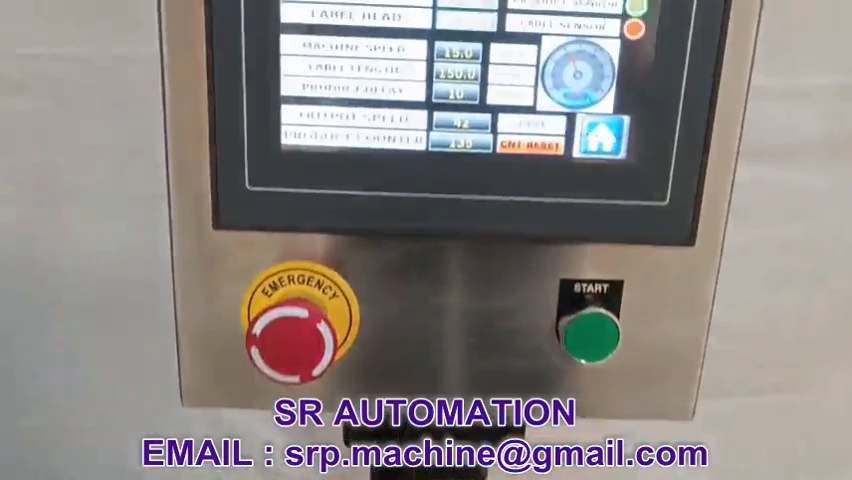 LABEL HEAD
LABEL SENSOR
MACHINE SPEED 15.0
LABEL LENGTH 150.0
PRODUCT DELAY 10
OUTPUT SPEED 42
PRODUCT COUNTER 135 CNT RESET
EMERGENCY
START
SR AUTOMATION
EMAIL : srp.machine@gmail.com